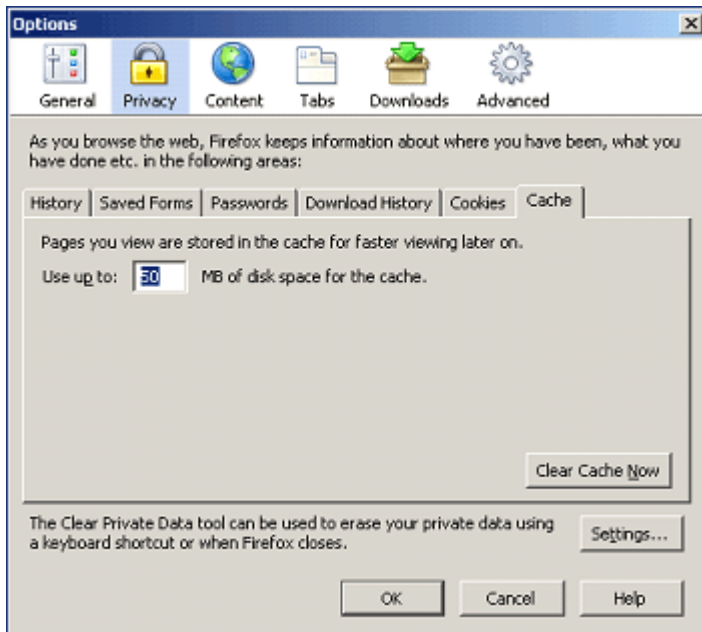 Options
General Privacy Content Tabs Downloads Advanced
As you browse the web, Firefox keeps information about where you have been, what you
have done etc. in the following areas:
History Saved Forms Passwords Download History Cookies Cache
Pages you view are stored in the cache for faster viewing later on.
Use up to: 50 MB of disk space for the cache.
Clear Cache Now
The Clear Private Data tool can be used to erase your private data using
a keyboard shortcut or when Firefox closes.
Settings...
OK Cancel Help